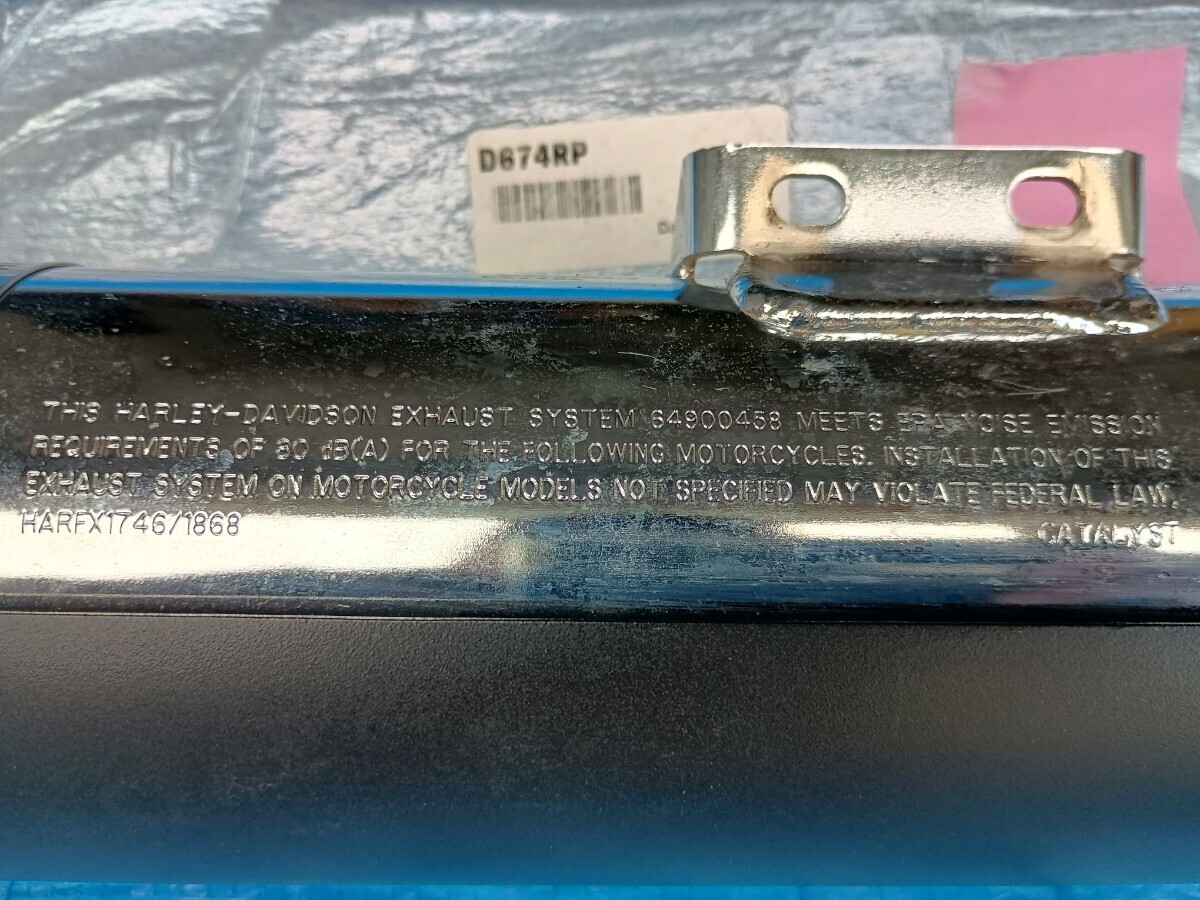 D674RP
THIS HARLEY-DAVIDSON EXHAUST SYSTEM 64900458 MEETS EPA NOISE EMISSION
REQUIREMENTS OF 80 dB(A) FOR THE FOLLOWING MOTORCYCLES. INSTALLATION OF THIS
EXHAUST SYSTEM ON MOTORCYCLE MODELS NOT SPECIFIED MAY VIOLATE FEDERAL LAW.
HARFX1746/1868 CATALYST